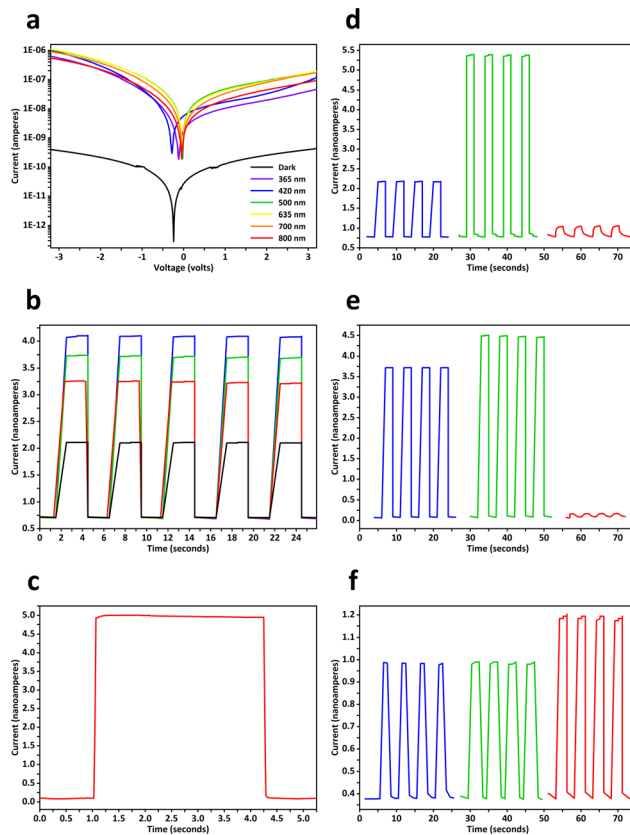 a
1E-06
1E-07
1E-08
1E-09
1E-10
1E-11
1E-12
Current (amperes)
Dark
365 nm
420 nm
500 nm
635 nm
700 nm
800 nm
-3 -2 -1 0 1 2 3
Voltage (volts)
b
4.0
3.5
3.0
2.5
2.0
1.5
1.0
0.5
Current (nanoamperes)
0 2 4 6 8 10 12 14 16 18 20 22 24
Time (seconds)
c
5.0
4.5
4.0
3.5
3.0
2.5
2.0
1.5
1.0
0.5
0.0
Current (nanoamperes)
0.0 0.5 1.0 1.5 2.0 2.5 3.0 3.5 4.0 4.5 5.0
Time (seconds)
d
5.5
5.0
4.5
4.0
3.5
3.0
2.5
2.0
1.5
1.0
0.5
Current (nanoamperes)
0 10 20 30 40 50 60 70
Time (seconds)
e
4.5
4.0
3.5
3.0
2.5
2.0
1.5
1.0
0.5
0.0
Current (nanoamperes)
0 10 20 30 40 50 60 70
Time (seconds)
f
1.2
1.1
1.0
0.9
0.8
0.7
0.6
0.5
0.4
Current (nanoamperes)
0 10 20 30 40 50 60 70
Time (seconds)